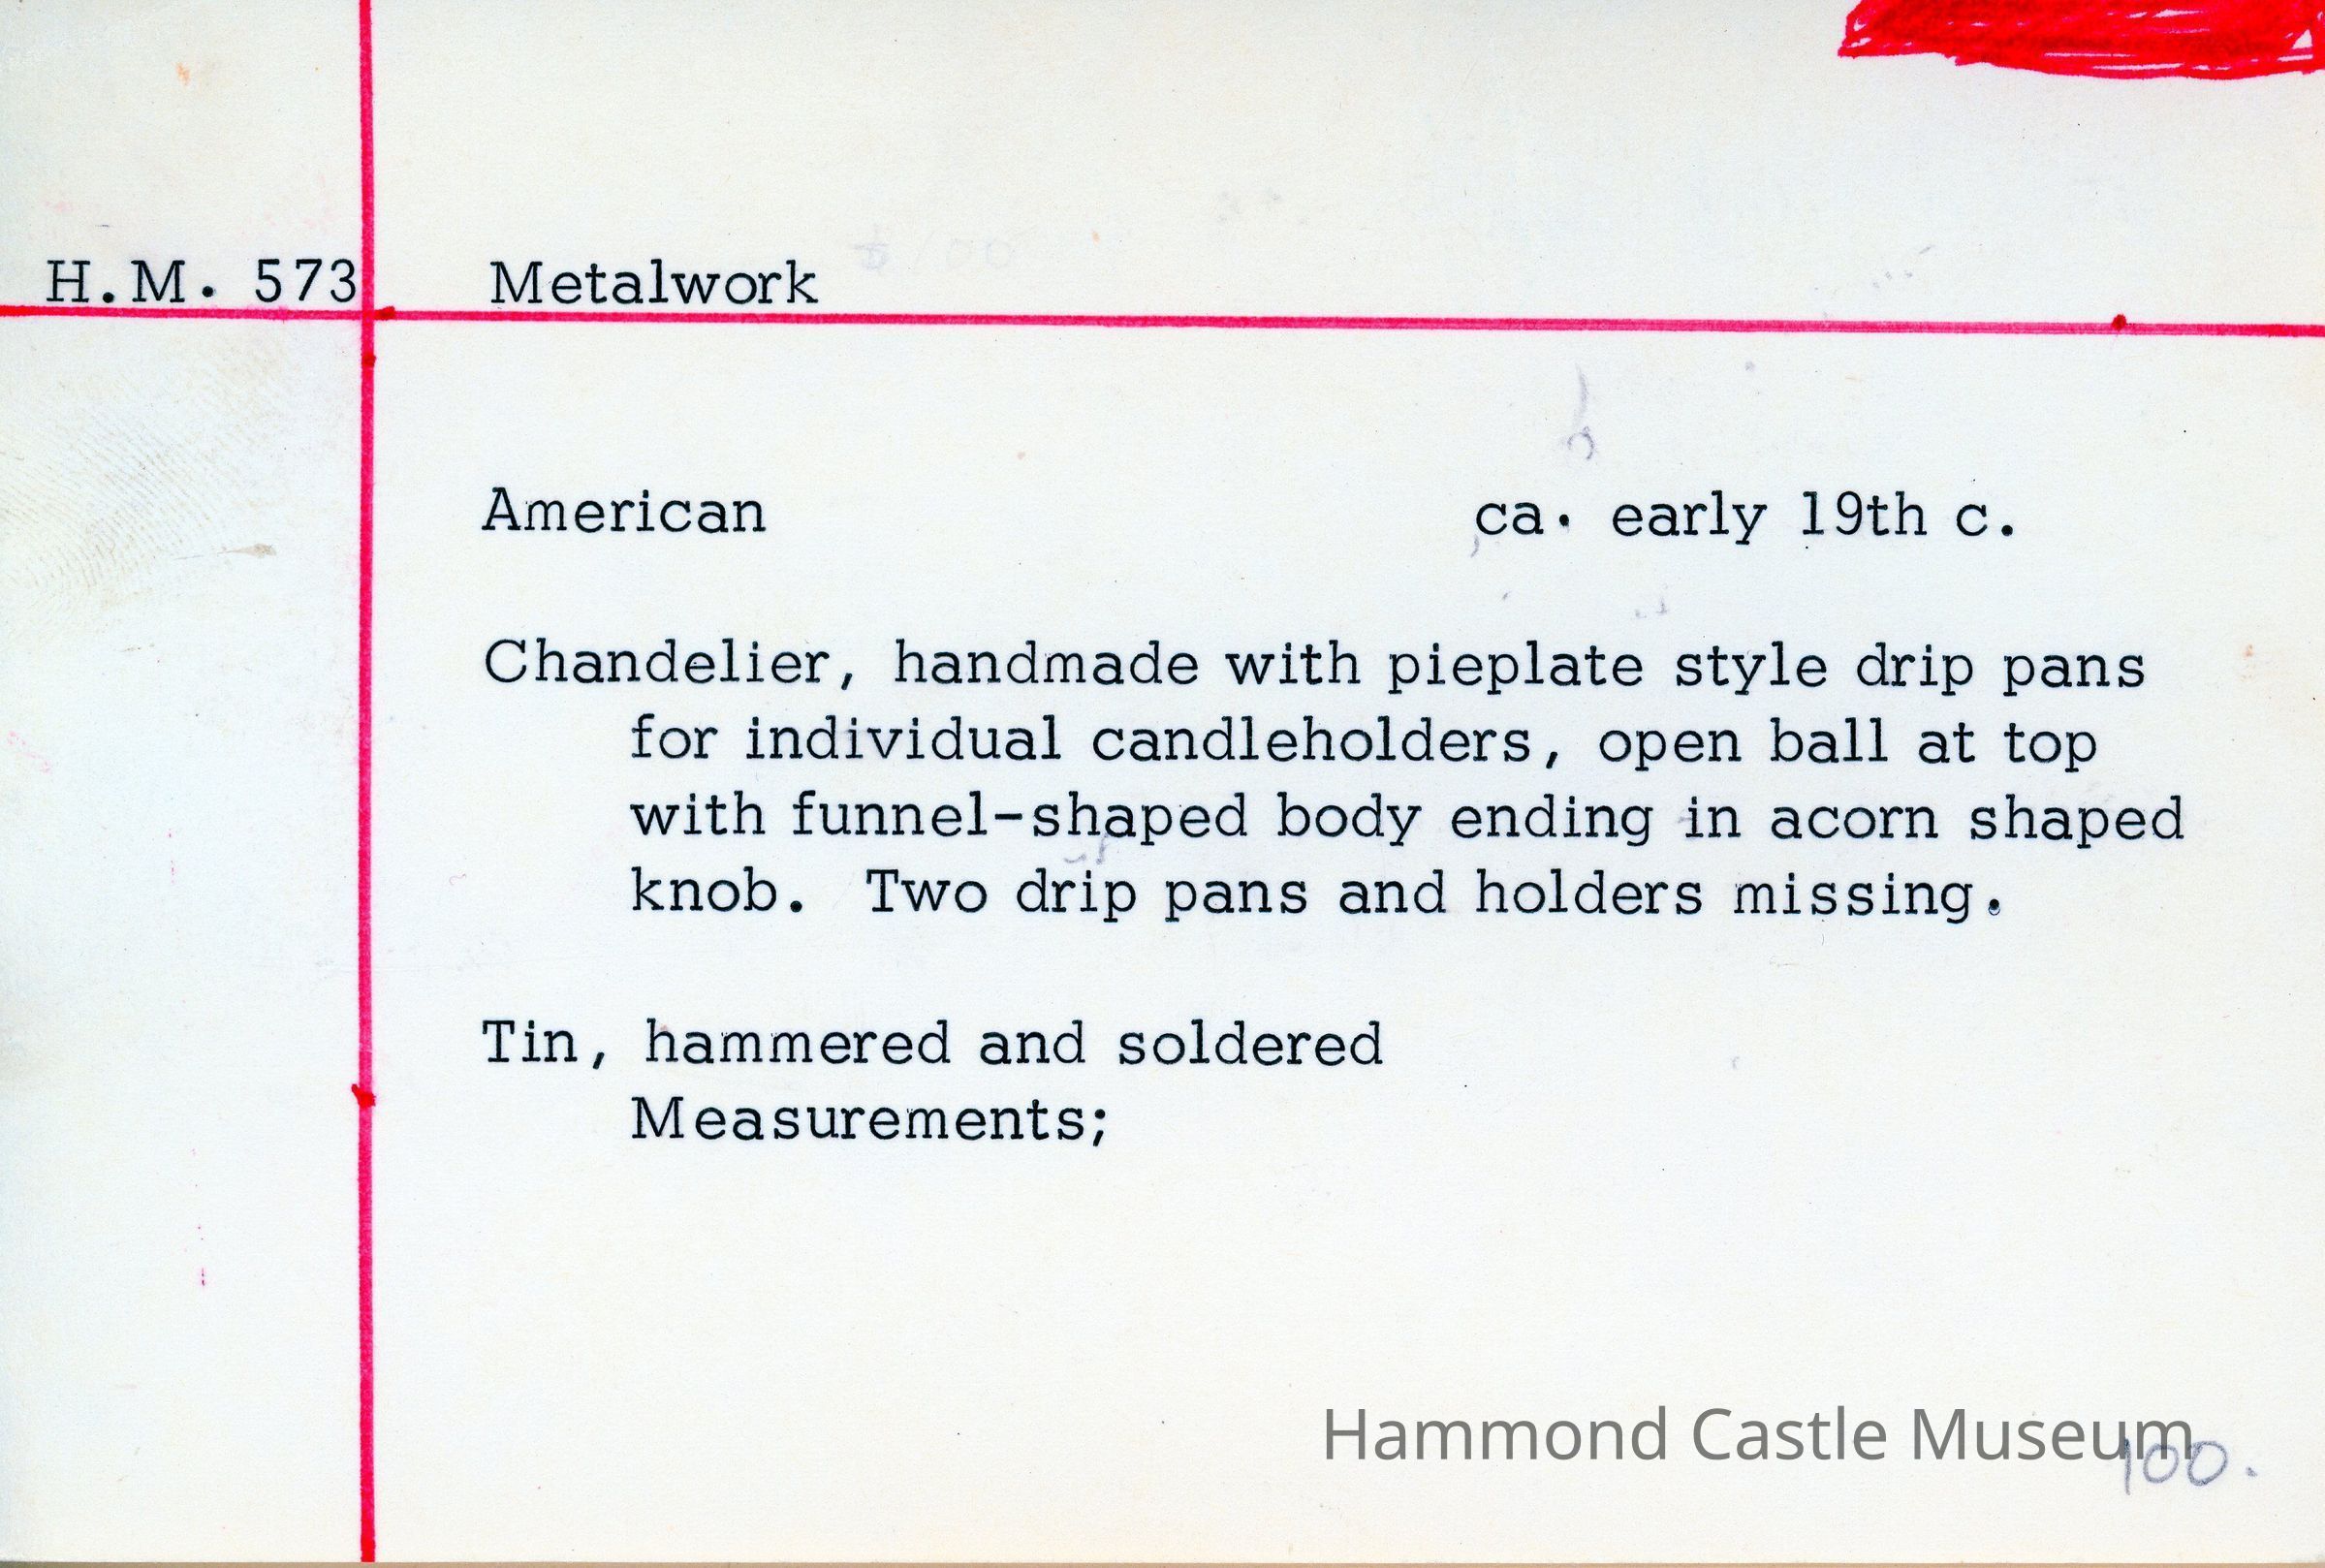 H.M. 573 Metalwork
American ca. early 19th c.
Chandelier, handmade with pieplate style drip pans
for individual candleholders, open ball at top
with funnel-shaped body ending in acorn shaped
knob. Two drip pans and holders missing.
Tin, hammered and soldered
Measurements;
Hammond Castle Museum
100.